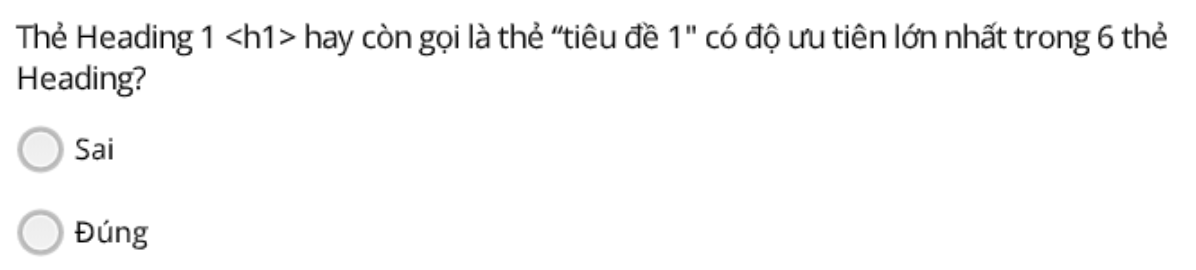 Thẻ Heading 1 <h1> hay còn gọi là thẻ “tiêu đề 1" có độ ưu tiên lớn nhất trong 6 thẻ
Heading?
Sai
Đúng